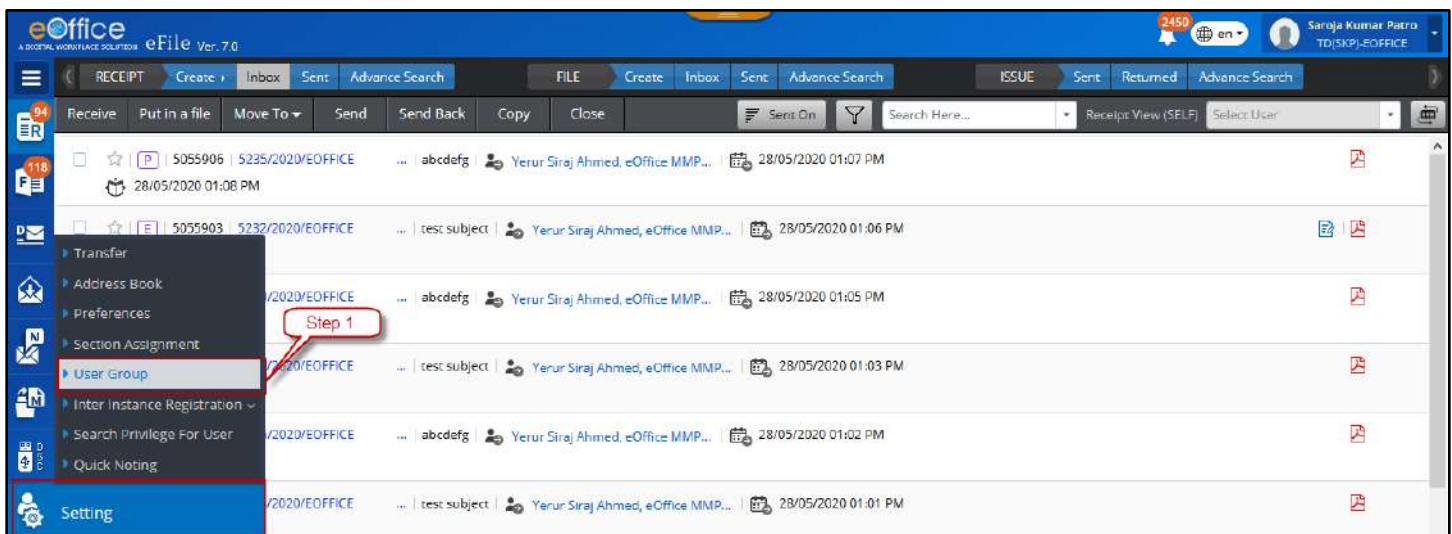 eOffice
A DIGITAL WORKPLACE SOLUTION eFile Ver. 7.0
2450 en Saroja Kumar Patro
TD(SKP)-EOFFICE
RECEIPT Create Inbox Sent Advance Search FILE Create Inbox Sent Advance Search ISSUE Sent Returned Advance Search
94 R Receive Put in a file Move To Send Send Back Copy Close Sent On Search Here... Receipt View (SELF) Select User
P 5055906 5235/2020/EOFFICE ... abcdefg Yerur Siraj Ahmed, eOffice MMP... 28/05/2020 01:07 PM
118 F 28/05/2020 01:08 PM
D E 5055903 5232/2020/EOFFICE ... test subject Yerur Siraj Ahmed, eOffice MMP... 28/05/2020 01:06 PM
Transfer
Address Book
/2020/EOFFICE ... abcdefg Yerur Siraj Ahmed, eOffice MMP... 28/05/2020 01:05 PM
Preferences
Step 1
N Section Assignment
/2020/EOFFICE ... test subject Yerur Siraj Ahmed, eOffice MMP... 28/05/2020 01:03 PM
User Group
M Inter Instance Registration
Search Privilege For User /2020/EOFFICE ... abcdefg Yerur Siraj Ahmed, eOffice MMP... 28/05/2020 01:02 PM
DSC Quick Noting
Setting /2020/EOFFICE ... test subject Yerur Siraj Ahmed, eOffice MMP... 28/05/2020 01:01 PM